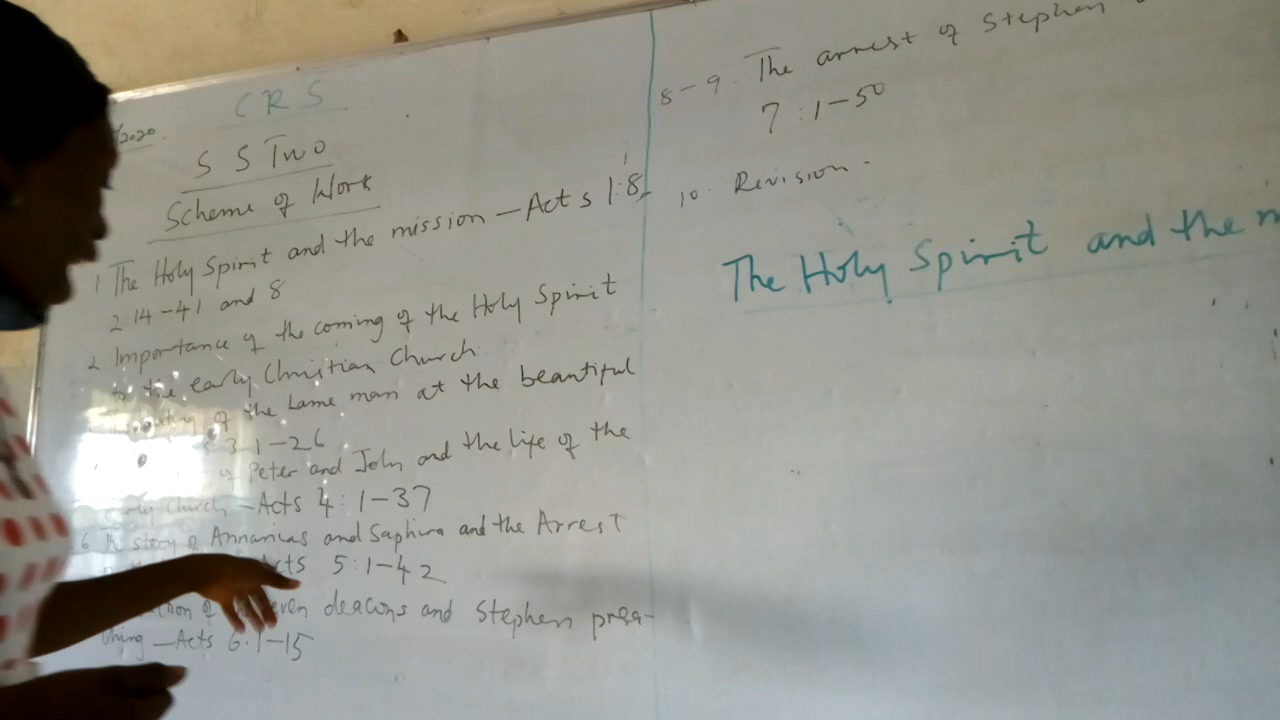 CRS
/2020.
SS Two
Scheme of Work
1 The Holy Spirit and the mission - Acts 1:8,
2 14-41 and 8
2 Importance of the coming of the Holy Spirit
to the early Christian Church
of the Lame man at the beautiful
3 1-26
of Peter and John and the life of the
Early Church - Acts 4:1-37
6 The story of Annanias and Saphira and the Arrest
Acts 5:1-42
seven deacons and Stephen prea-
ching - Acts 6:1-15
8-9. The arrest of Stephen
7:1-50
10. Revision.
The Holy Spirit and the m